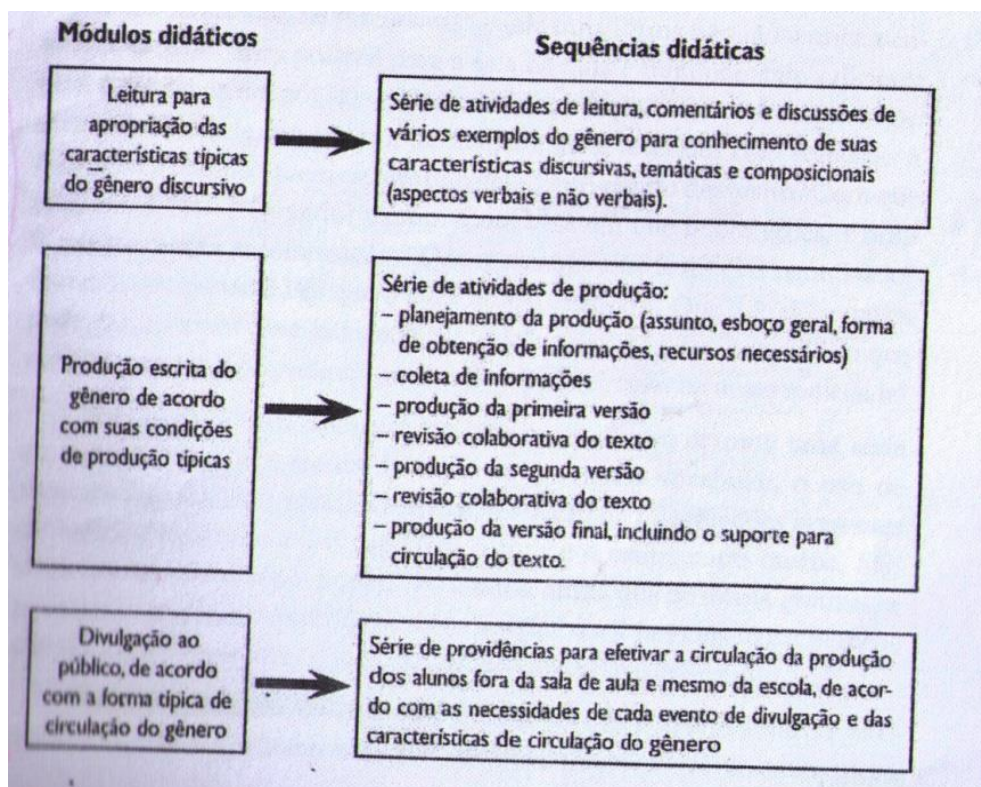 Módulos didáticos
Sequências didáticas
Leitura para
apropriação das
características típicas
do gênero discursivo
Série de atividades de leitura, comentários e discussões de
vários exemplos do gênero para conhecimento de suas
características discursivas, temáticas e composicionais
(aspectos verbais e não verbais).
Produção escrita do
gênero de acordo
com suas condições
de produção típicas
Série de atividades de produção:
– planejamento da produção (assunto, esboço geral, forma
de obtenção de informações, recursos necessários)
– coleta de informações
– produção da primeira versão
– revisão colaborativa do texto
– produção da segunda versão
– revisão colaborativa do texto
– produção da versão final, incluindo o suporte para
circulação do texto.
Divulgação ao
público, de acordo
com a forma típica de
circulação do gênero
Série de providências para efetivar a circulação da produção
dos alunos fora da sala de aula e mesmo da escola, de acor-
do com as necessidades de cada evento de divulgação e das
características de circulação do gênero